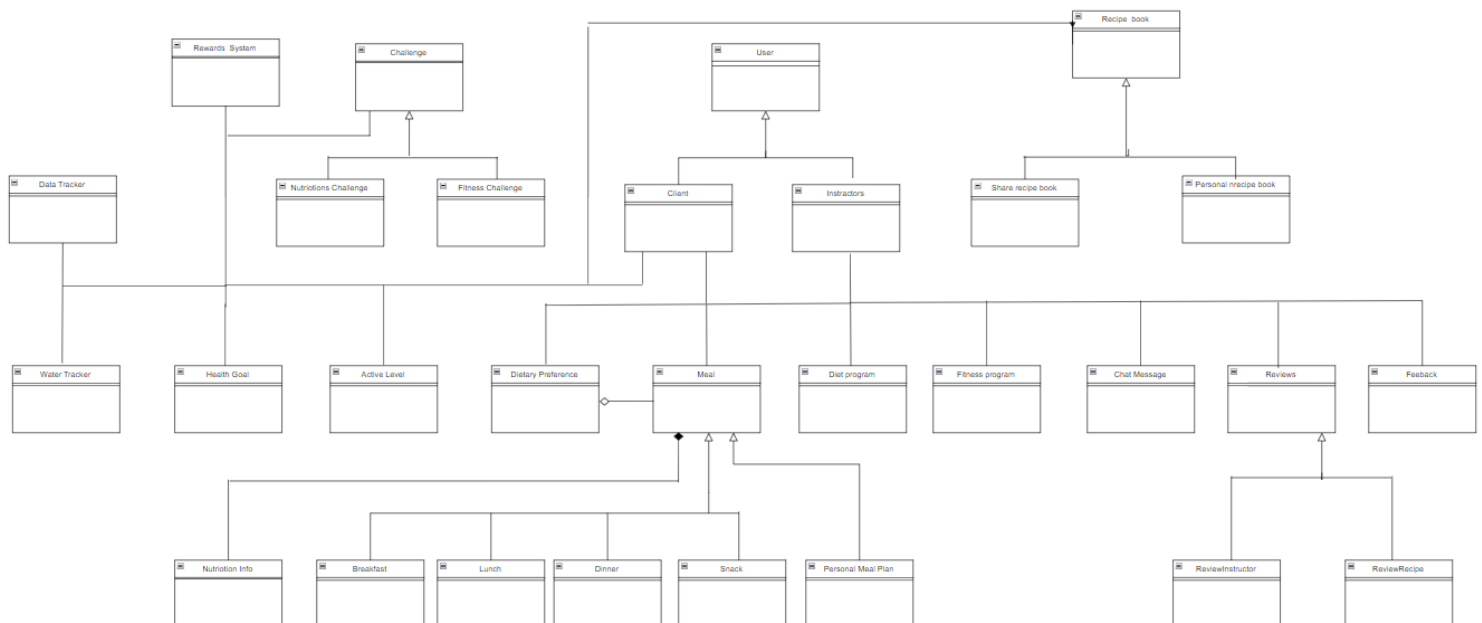 Recipe book
Rewards System
Challenge
User
Data Tracker
Nutriotions Challenge
Fitness Challenge
Client
Instractors
Share recipe book
Personal nrecipe book
Water Tracker
Health Goal
Active Level
Dietary Preference
Meal
Diet program
Fitness program
Chat Message
Reviews
Feeback
Nutriotion Info
Breakfast
Lunch
Dinner
Snack
Personal Meal Plan
ReviewInstructor
ReviewRecipe